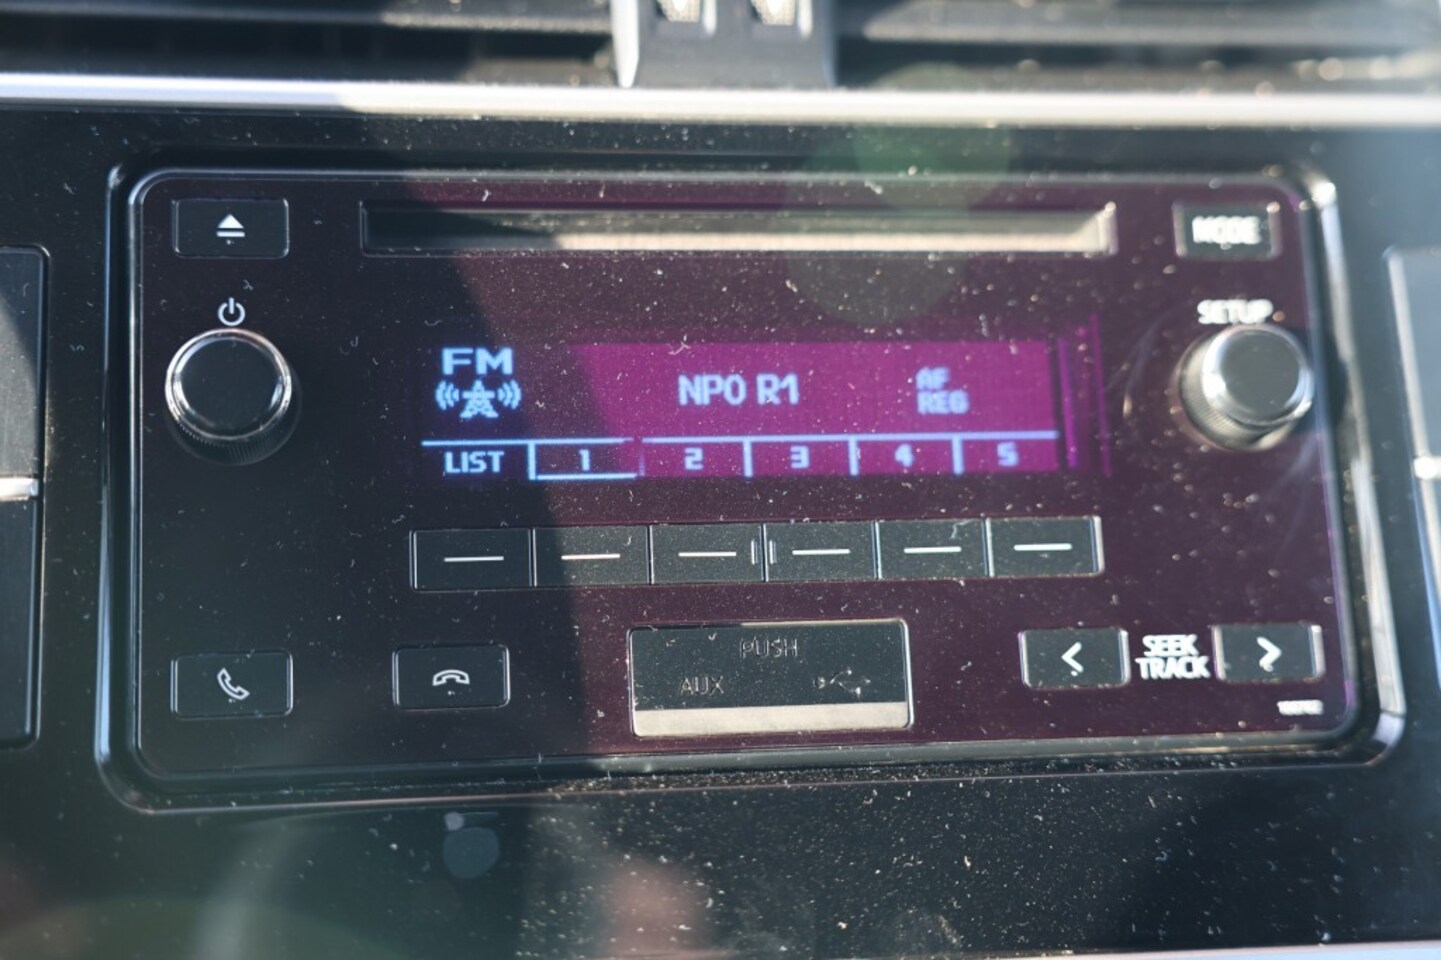 MODE
SETUP
FM
NPO R1
AF
REG
LIST 1 2 3 4 5
PUSH
AUX
SEEK
TRACK